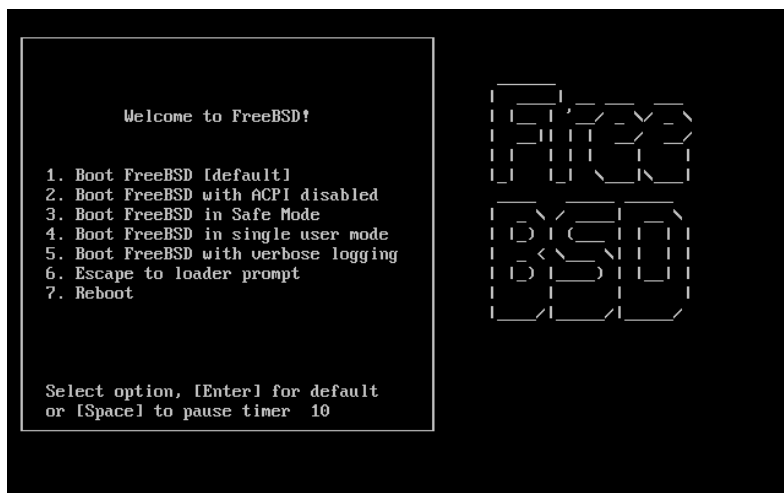 Welcome to FreeBSD!
1. Boot FreeBSD [default]
2. Boot FreeBSD with ACPI disabled
3. Boot FreeBSD in Safe Mode
4. Boot FreeBSD in single user mode
5. Boot FreeBSD with verbose logging
6. Escape to loader prompt
7. Reboot
Select option, [Enter] for default
or [Space] to pause timer  10
Free
BSD